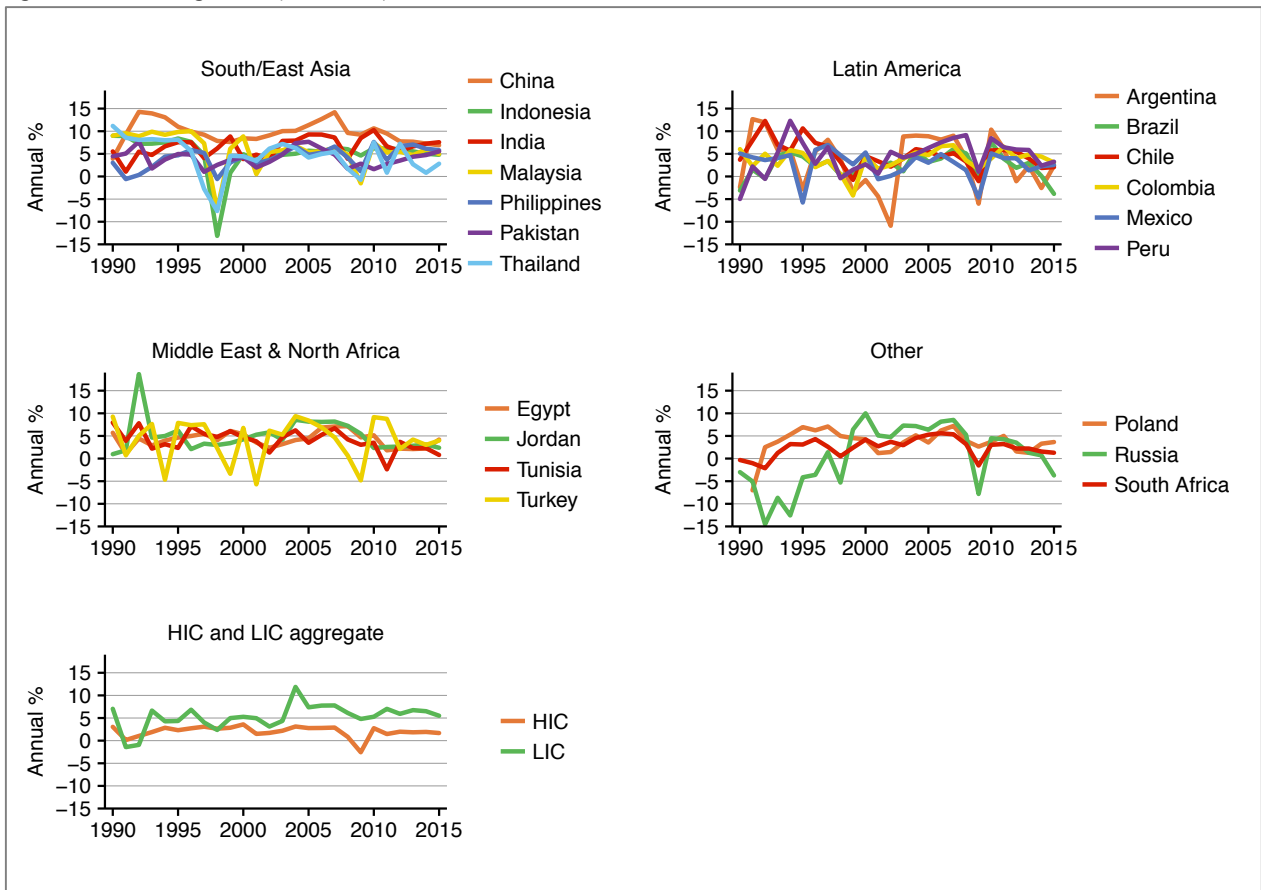 South/East Asia
Annual %
15
10
5
0
−5
−10
−15
1990 1995 2000 2005 2010 2015
China
Indonesia
India
Malaysia
Philippines
Pakistan
Thailand
Latin America
Annual %
15
10
5
0
−5
−10
−15
1990 1995 2000 2005 2010 2015
Argentina
Brazil
Chile
Colombia
Mexico
Peru
Middle East & North Africa
Annual %
15
10
5
0
−5
−10
−15
1990 1995 2000 2005 2010 2015
Egypt
Jordan
Tunisia
Turkey
Other
Annual %
15
10
5
0
−5
−10
−15
1990 1995 2000 2005 2010 2015
Poland
Russia
South Africa
HIC and LIC aggregate
Annual %
15
10
5
0
−5
−10
−15
1990 1995 2000 2005 2010 2015
HIC
LIC